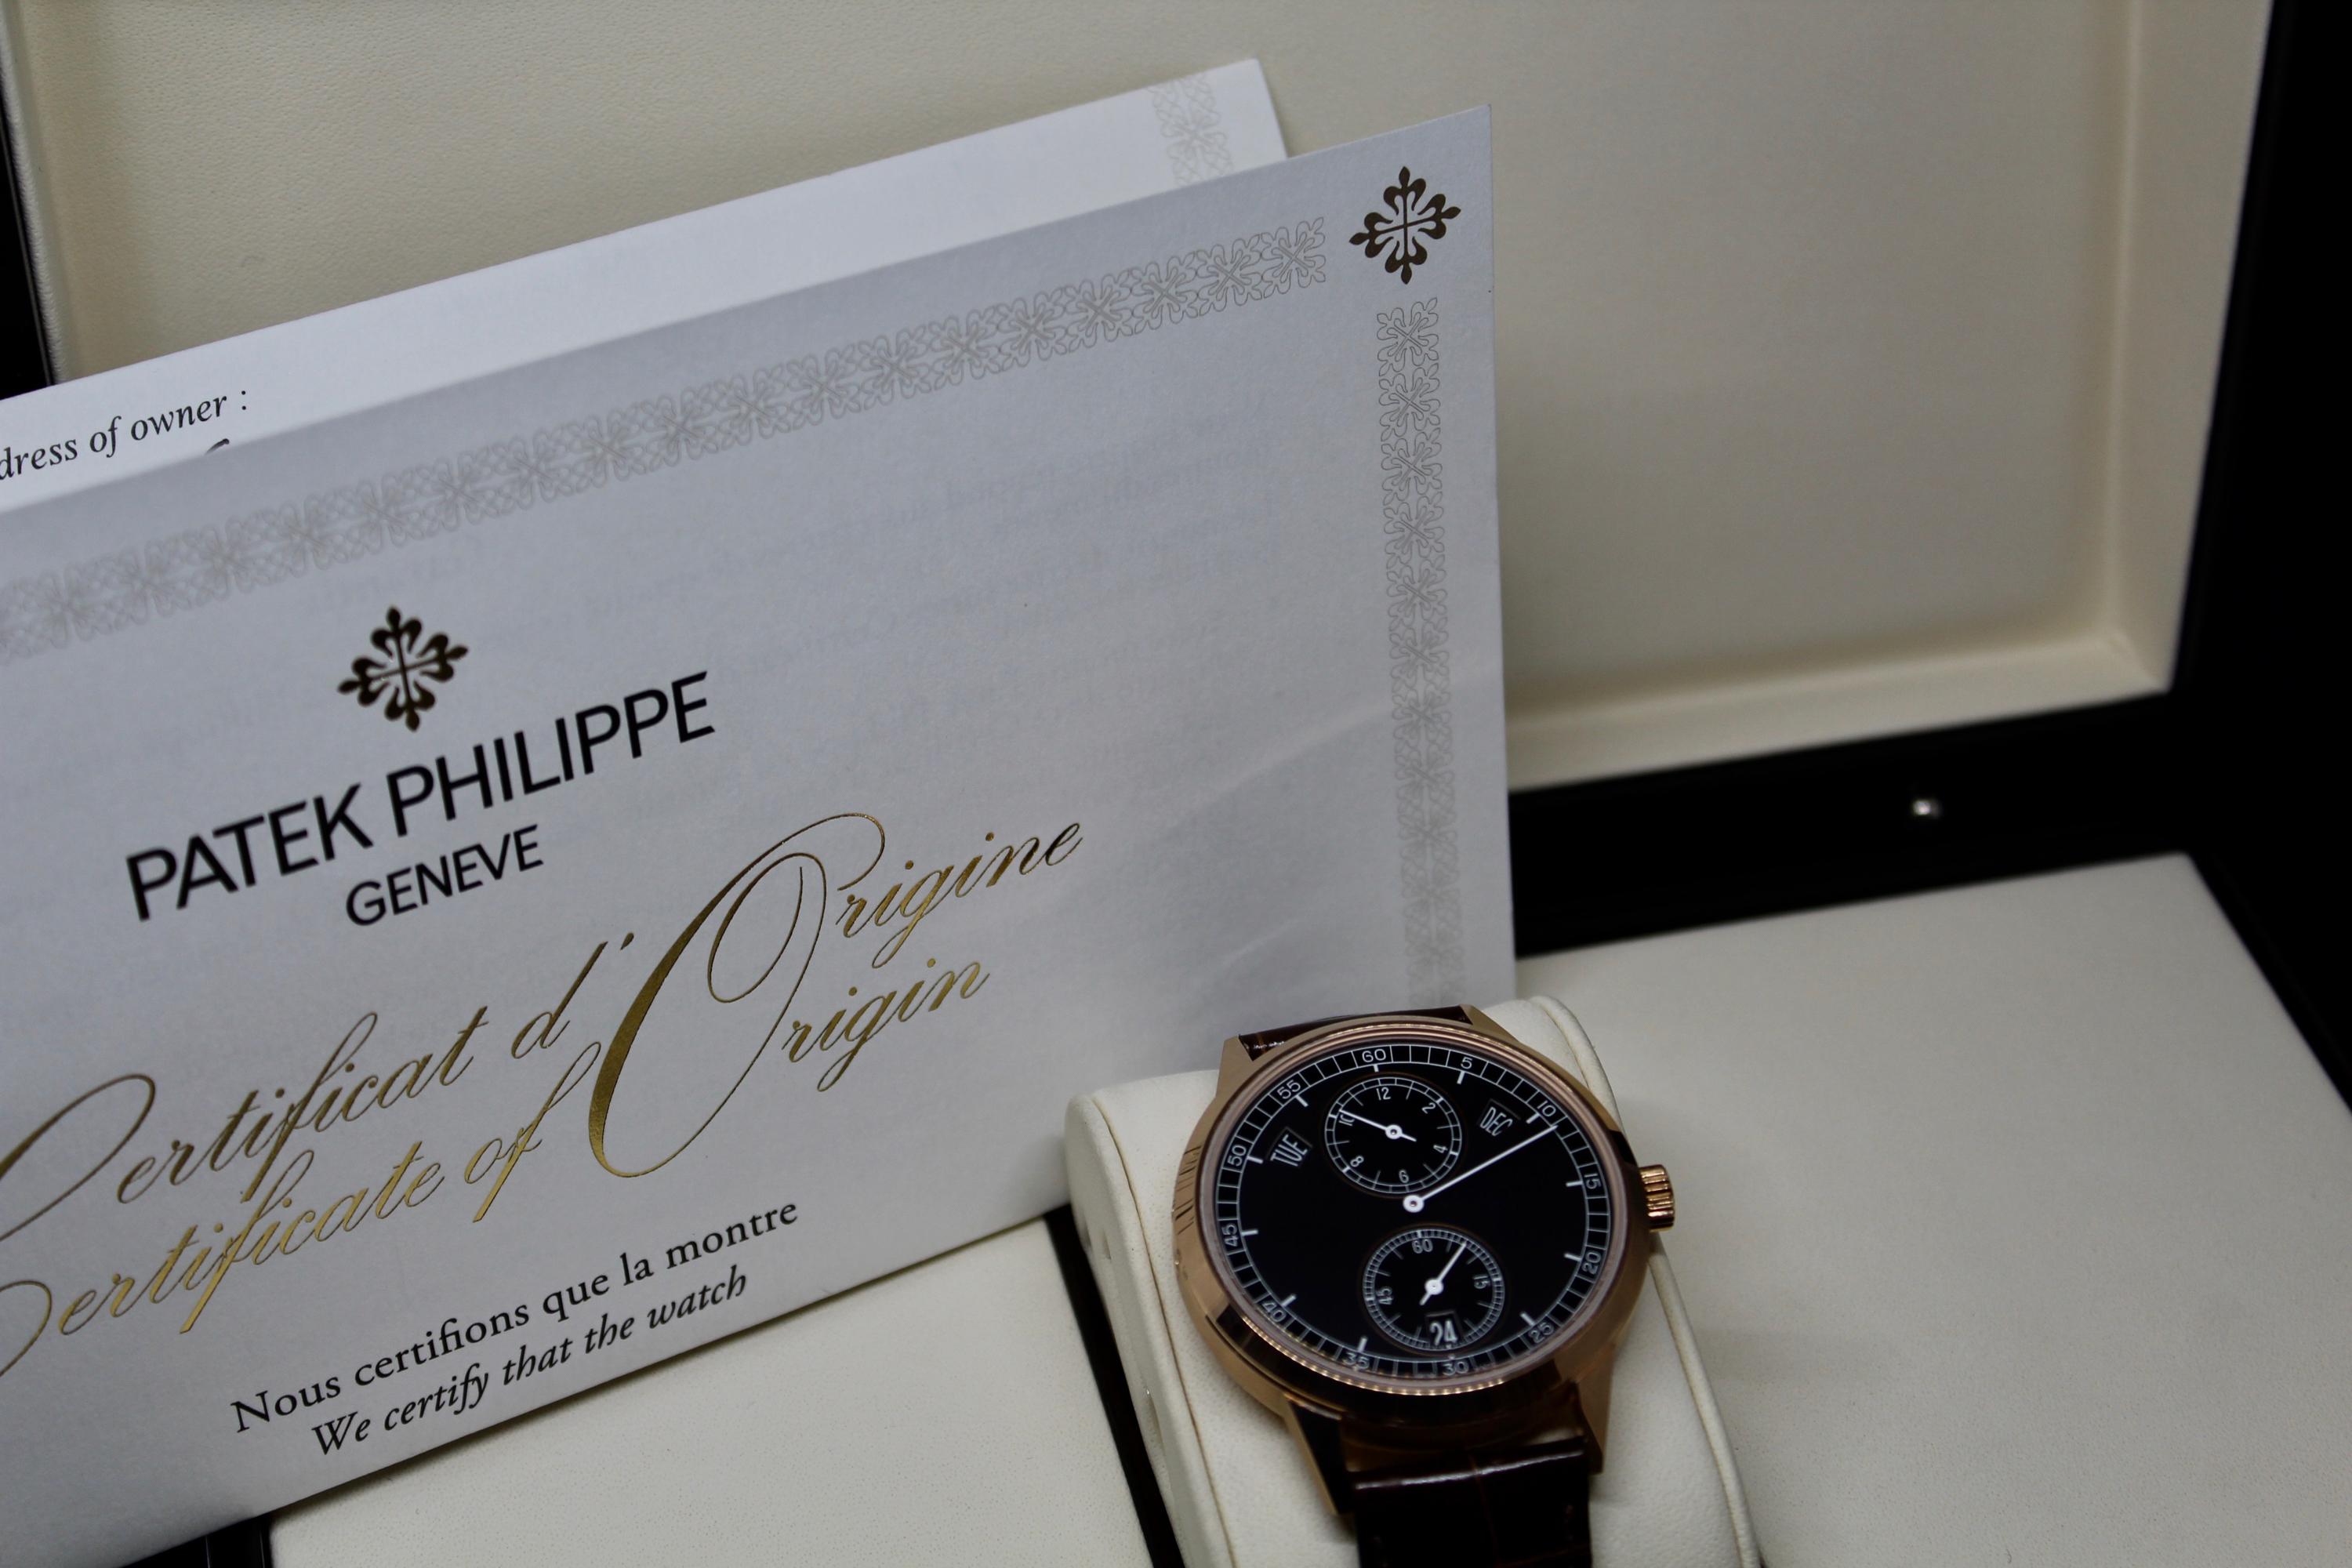 dress of owner :
PATEK PHILIPPE
GENEVE
Certificat d'Origine
Certificate of Origin
Nous certifions que la montre
We certify that the watch
60
5
10
15
20
25
30
35
40
45
50
55
TUE
DEC
12
2
4
6
8
10
60
15
45
24